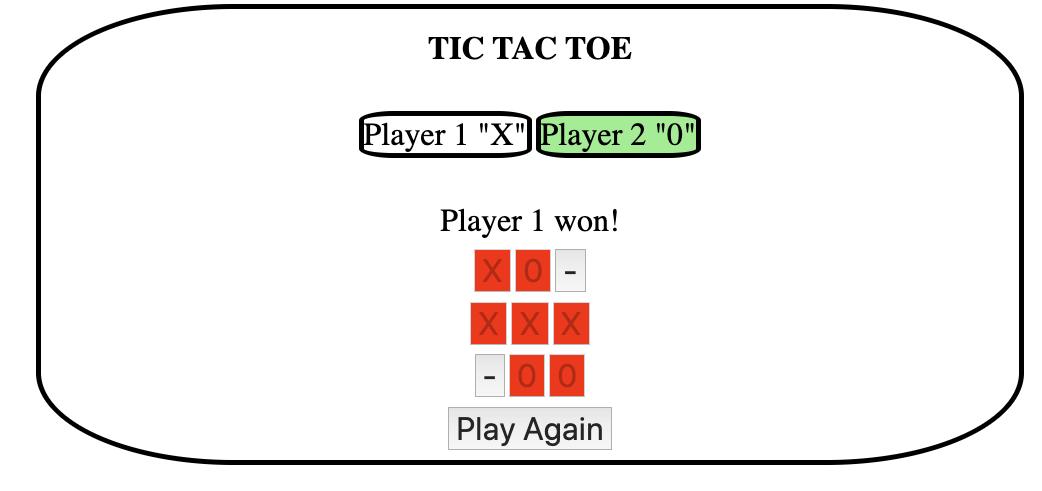 TIC TAC TOE
Player 1 "X" Player 2 "0"
Player 1 won!
X 0 -
X X X
- 0 0
Play Again